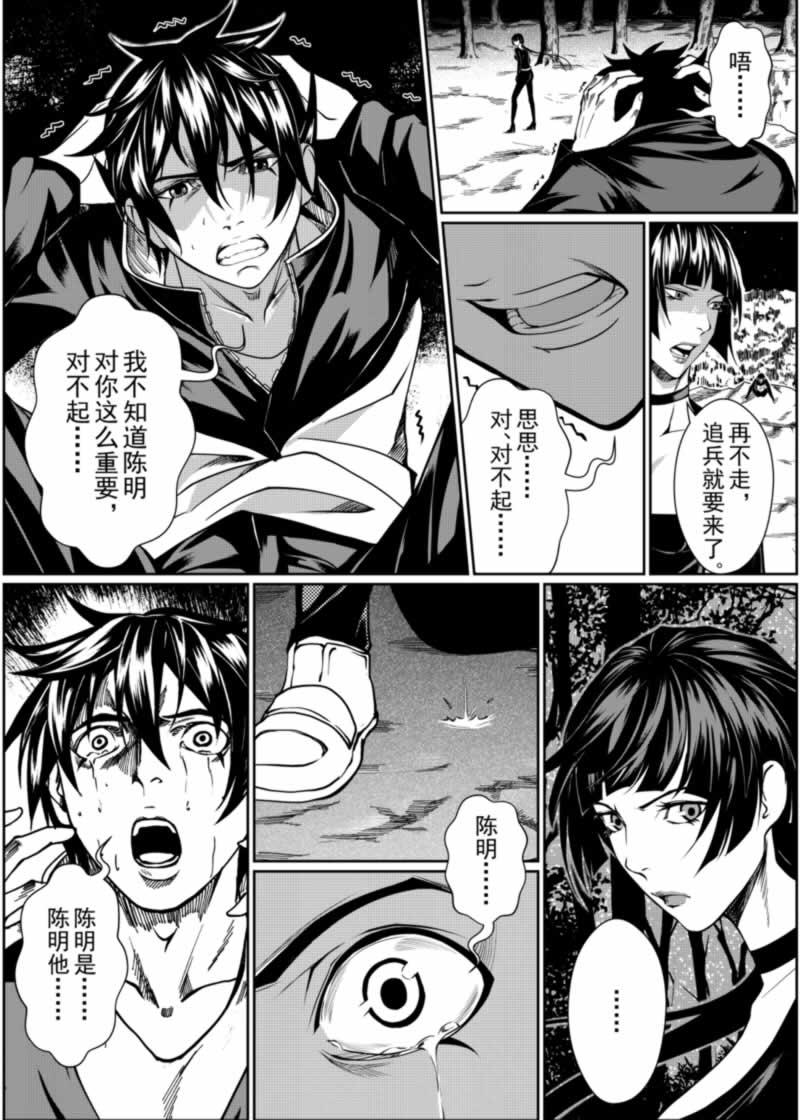 唔……
再不走，
追兵就要来了。
思思……
对、对不起……
我不知道陈明
对你这么重要，
对不起……
……
陈明……
陈明是……
陈明他……